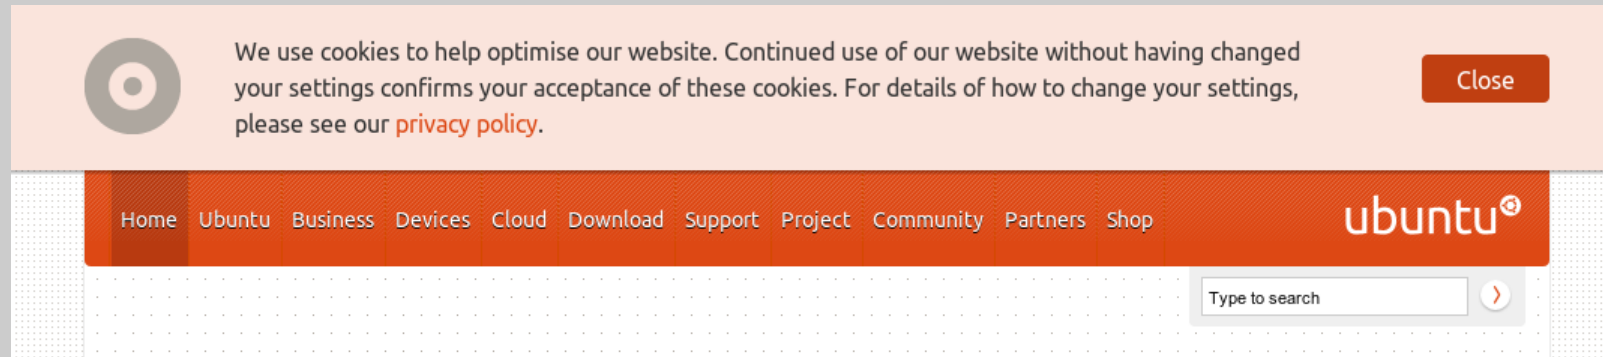 We use cookies to help optimise our website. Continued use of our website without having changed
your settings confirms your acceptance of these cookies. For details of how to change your settings,
please see our privacy policy.
Close
Home Ubuntu Business Devices Cloud Download Support Project Community Partners Shop
ubuntu
Type to search